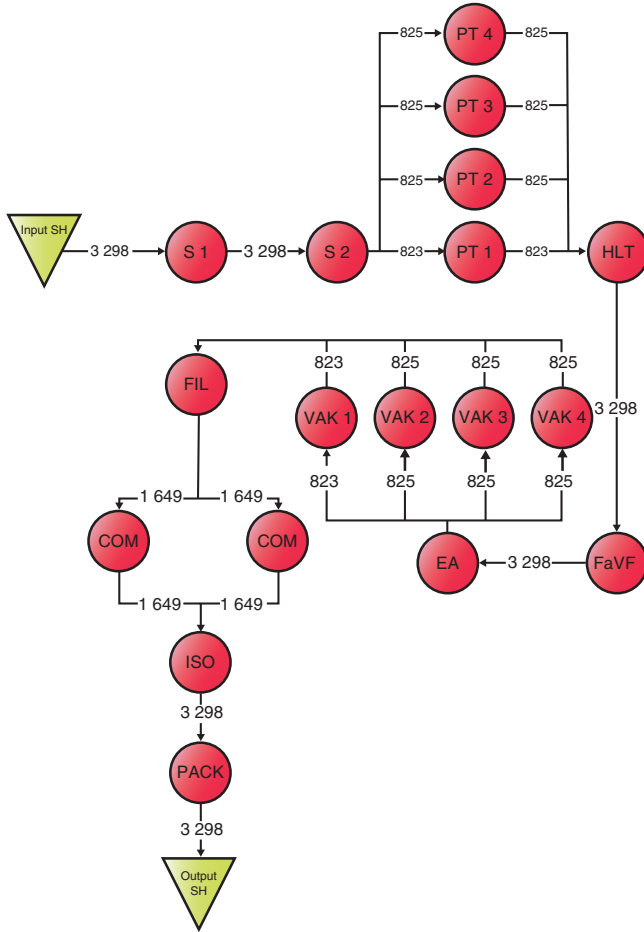 825 PT 4 825
825 PT 3 825
825 PT 2 825
Input SH
3 298 S 1 3 298 S 2 823 PT 1 823 HLT
823 825 825 825
FIL
VAK 1 VAK 2 VAK 3 VAK 4 3 298
823 825 825 825
1 649 1 649
COM COM
EA 3 298 FaVF
1 649 1 649
ISO
3 298
PACK
3 298
Output
SH